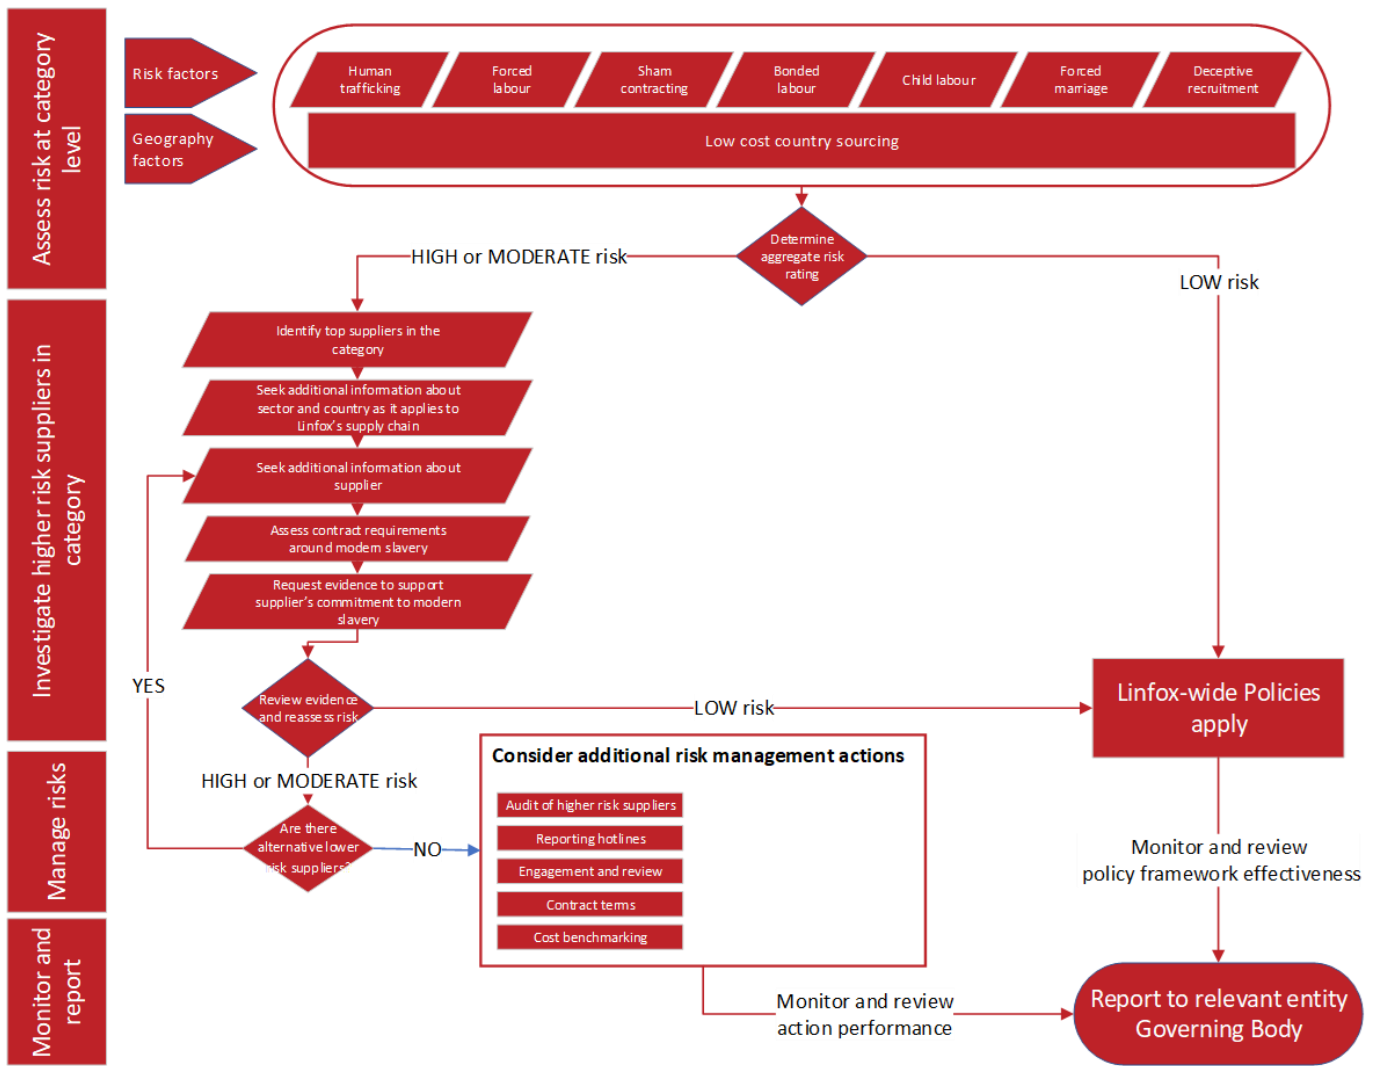 Assess risk at category
level
Risk factors
Geography
factors
Human
trafficking
Forced
labour
Sham
contracting
Bonded
labour
Child labour
Forced
marriage
Deceptive
recruitment
Low cost country sourcing
Determine
aggregate risk
rating
HIGH or MODERATE risk
LOW risk
Investigate higher risk suppliers in
category
Identify top suppliers in the
category
Seek additional information about
sector and country as it applies to
Linfox's supply chain
Seek additional information about
supplier
Assess contract requirements
around modern slavery
Request evidence to support
supplier's commitment to modern
slavery
YES
Review evidence
and reassess risk
LOW risk
Linfox-wide Policies
apply
HIGH or MODERATE risk
Manage risks
Are there
alternative lower
risk suppliers?
NO
Consider additional risk management actions
Audit of higher risk suppliers
Reporting hotlines
Engagement and review
Contract terms
Cost benchmarking
Monitor and review
policy framework effectiveness
Monitor and
report
Monitor and review
action performance
Report to relevant entity
Governing Body